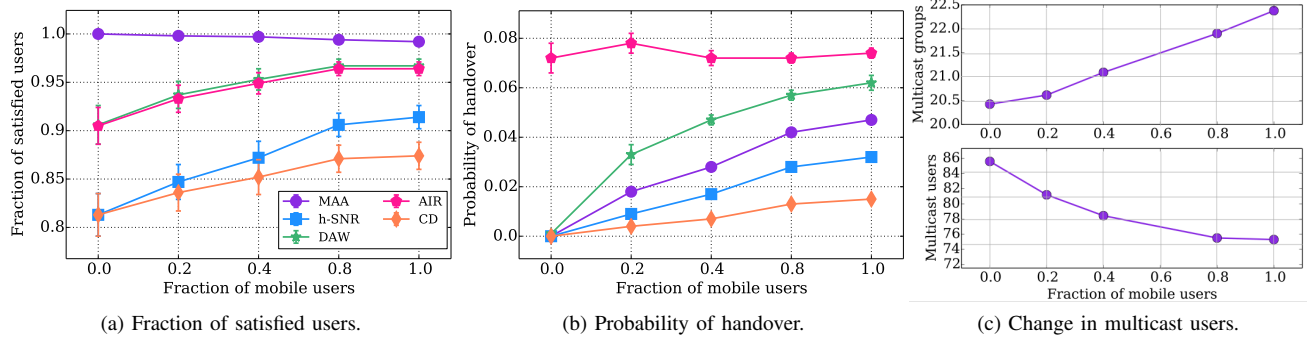 Fraction of satisfied users
1.0
0.95
0.9
0.85
0.8
MAA
h-SNR
DAW
AIR
CD
0.0 0.2 0.4 0.8 1.0
Fraction of mobile users
(a) Fraction of satisfied users.
Probability of handover
0.08
0.06
0.04
0.02
0.0
0.0 0.2 0.4 0.8 1.0
Fraction of mobile users
(b) Probability of handover.
Multicast groups
22.5
22.0
21.5
21.0
20.5
20.0
0.0 0.2 0.4 0.6 0.8 1.0
Multicast users
86
84
82
80
78
76
74
72
0.0 0.2 0.4 0.6 0.8 1.0
Fraction of mobile users
(c) Change in multicast users.